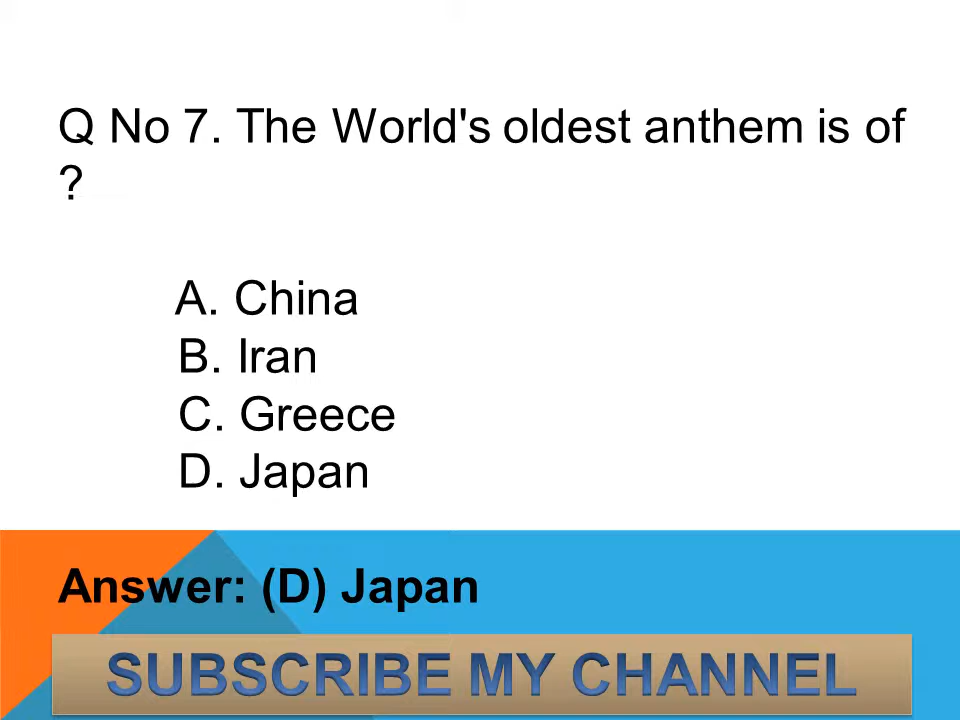 Q No 7. The World's oldest anthem is of
?
A. China
B. Iran
C. Greece
D. Japan
Answer: (D) Japan
SUBSCRIBE MY CHANNEL